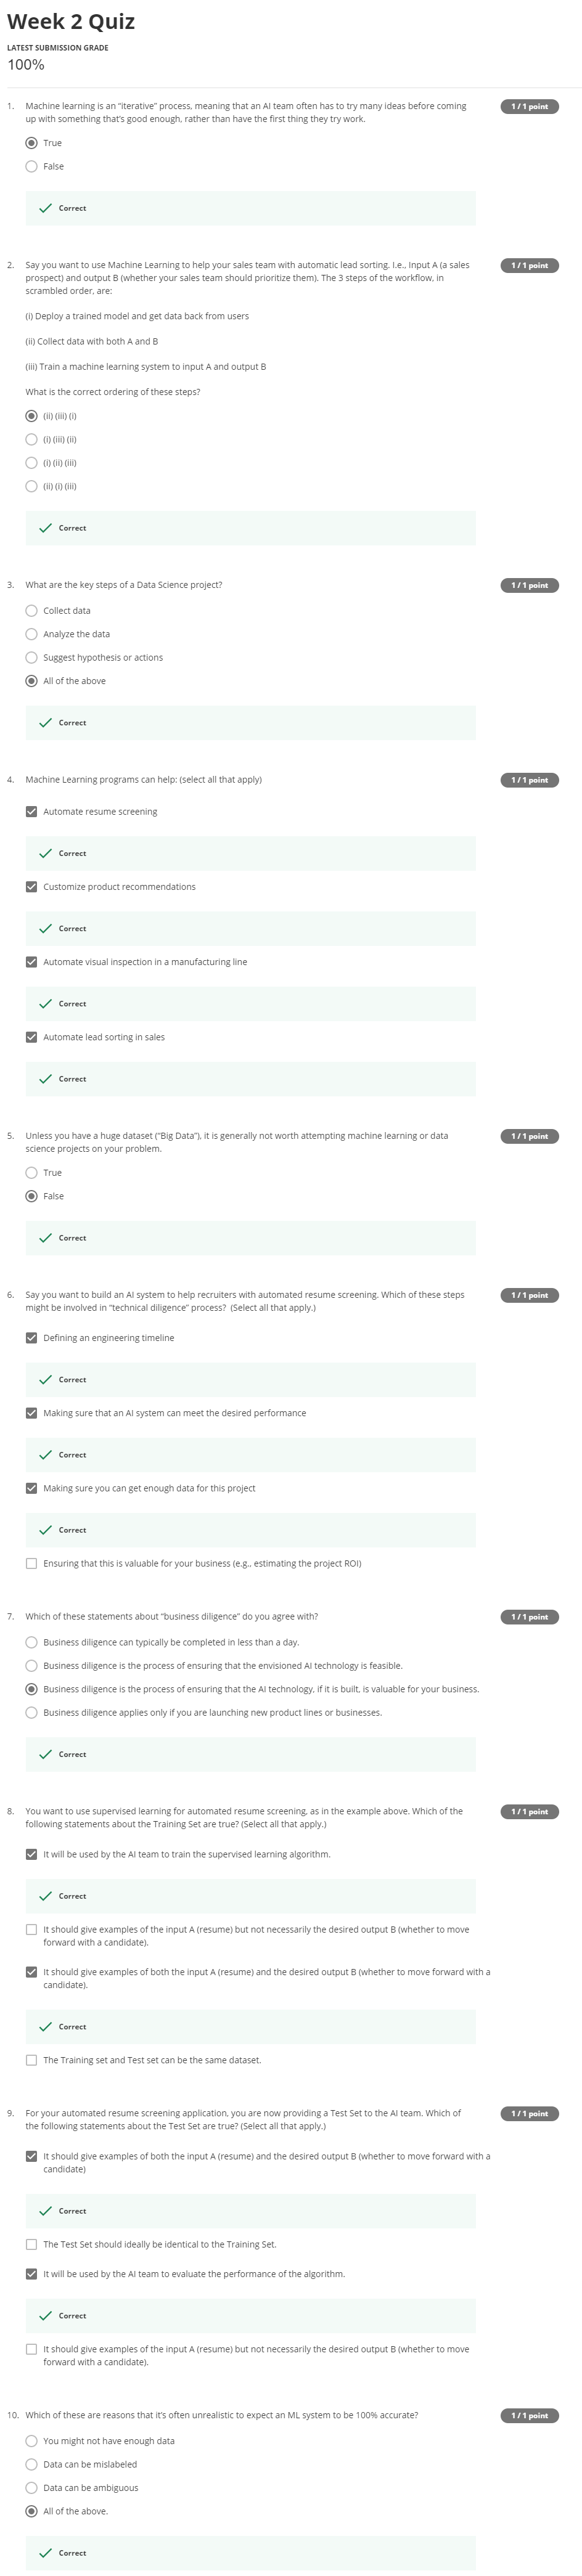 Week 2 Quiz
LATEST SUBMISSION GRADE
100%
1. Machine learning is an “iterative” process, meaning that an AI team often has to try many ideas before coming
up with something that’s good enough, rather than have the first thing they try work.
1 / 1 point
True
False
Correct
2. Say you want to use Machine Learning to help your sales team with automatic lead sorting. I.e., Input A (a sales
prospect) and output B (whether your sales team should prioritize them). The 3 steps of the workflow, in
scrambled order, are:
1 / 1 point
(i) Deploy a trained model and get data back from users
(ii) Collect data with both A and B
(iii) Train a machine learning system to input A and output B
What is the correct ordering of these steps?
(ii) (iii) (i)
(i) (iii) (ii)
(i) (ii) (iii)
(ii) (i) (iii)
Correct
3. What are the key steps of a Data Science project?
1 / 1 point
Collect data
Analyze the data
Suggest hypothesis or actions
All of the above
Correct
4. Machine Learning programs can help: (select all that apply)
1 / 1 point
Automate resume screening
Correct
Customize product recommendations
Correct
Automate visual inspection in a manufacturing line
Correct
Automate lead sorting in sales
Correct
5. Unless you have a huge dataset (“Big Data”), it is generally not worth attempting machine learning or data
science projects on your problem.
1 / 1 point
True
False
Correct
6. Say you want to build an AI system to help recruiters with automated resume screening. Which of these steps
might be involved in “technical diligence” process? (Select all that apply.)
1 / 1 point
Defining an engineering timeline
Correct
Making sure that an AI system can meet the desired performance
Correct
Making sure you can get enough data for this project
Correct
Ensuring that this is valuable for your business (e.g., estimating the project ROI)
7. Which of these statements about “business diligence” do you agree with?
1 / 1 point
Business diligence can typically be completed in less than a day.
Business diligence is the process of ensuring that the envisioned AI technology is feasible.
Business diligence is the process of ensuring that the AI technology, if it is built, is valuable for your business.
Business diligence applies only if you are launching new product lines or businesses.
Correct
8. You want to use supervised learning for automated resume screening, as in the example above. Which of the
following statements about the Training Set are true? (Select all that apply.)
1 / 1 point
It will be used by the AI team to train the supervised learning algorithm.
Correct
It should give examples of the input A (resume) but not necessarily the desired output B (whether to move
forward with a candidate).
It should give examples of both the input A (resume) and the desired output B (whether to move forward with a
candidate).
Correct
The Training set and Test set can be the same dataset.
9. For your automated resume screening application, you are now providing a Test Set to the AI team. Which of
the following statements about the Test Set are true? (Select all that apply.)
1 / 1 point
It should give examples of both the input A (resume) and the desired output B (whether to move forward with a
candidate)
Correct
The Test Set should ideally be identical to the Training Set.
It will be used by the AI team to evaluate the performance of the algorithm.
Correct
It should give examples of the input A (resume) but not necessarily the desired output B (whether to move
forward with a candidate).
10. Which of these are reasons that it’s often unrealistic to expect an ML system to be 100% accurate?
1 / 1 point
You might not have enough data
Data can be mislabeled
Data can be ambiguous
All of the above.
Correct